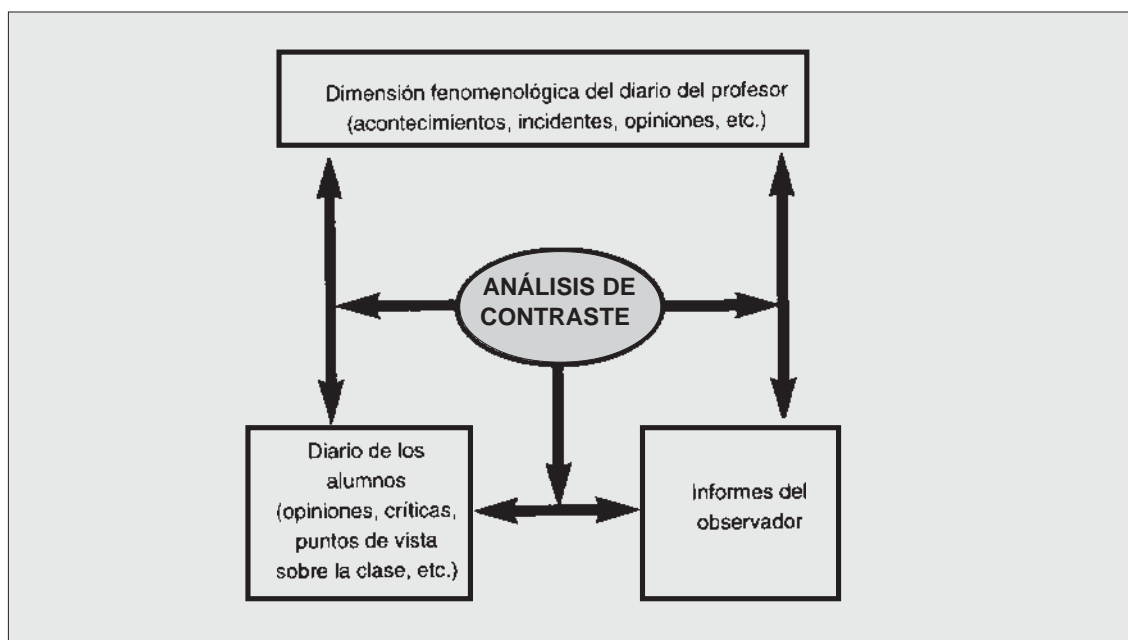 Dimensión fenomenológica del diario del profesor
(acontecimientos, incidentes, opiniones, etc.)
ANÁLISIS DE
CONTRASTE
Diario de los
alumnos
(opiniones, críticas,
puntos de vista
sobre la clase, etc.)
Informes del
observador